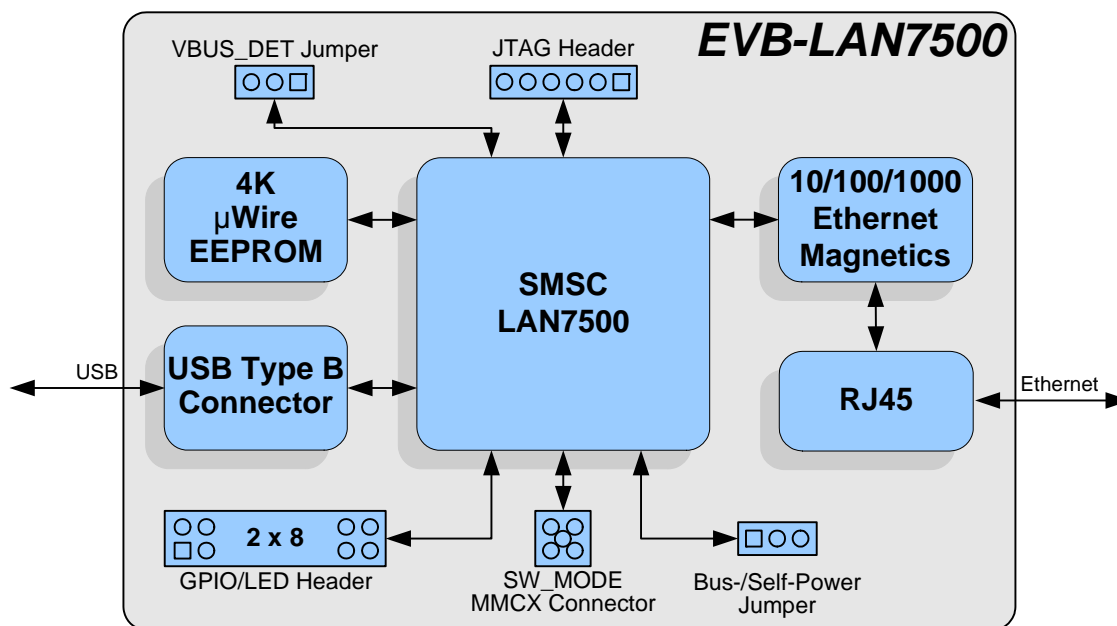 EVB-LAN7500
VBUS_DET Jumper
JTAG Header
4K
µWire
EEPROM
SMSC
LAN7500
10/100/1000
Ethernet
Magnetics
USB
USB Type B
Connector
RJ45
Ethernet
2 x 8
GPIO/LED Header
SW_MODE
MMCX Connector
Bus-/Self-Power
Jumper